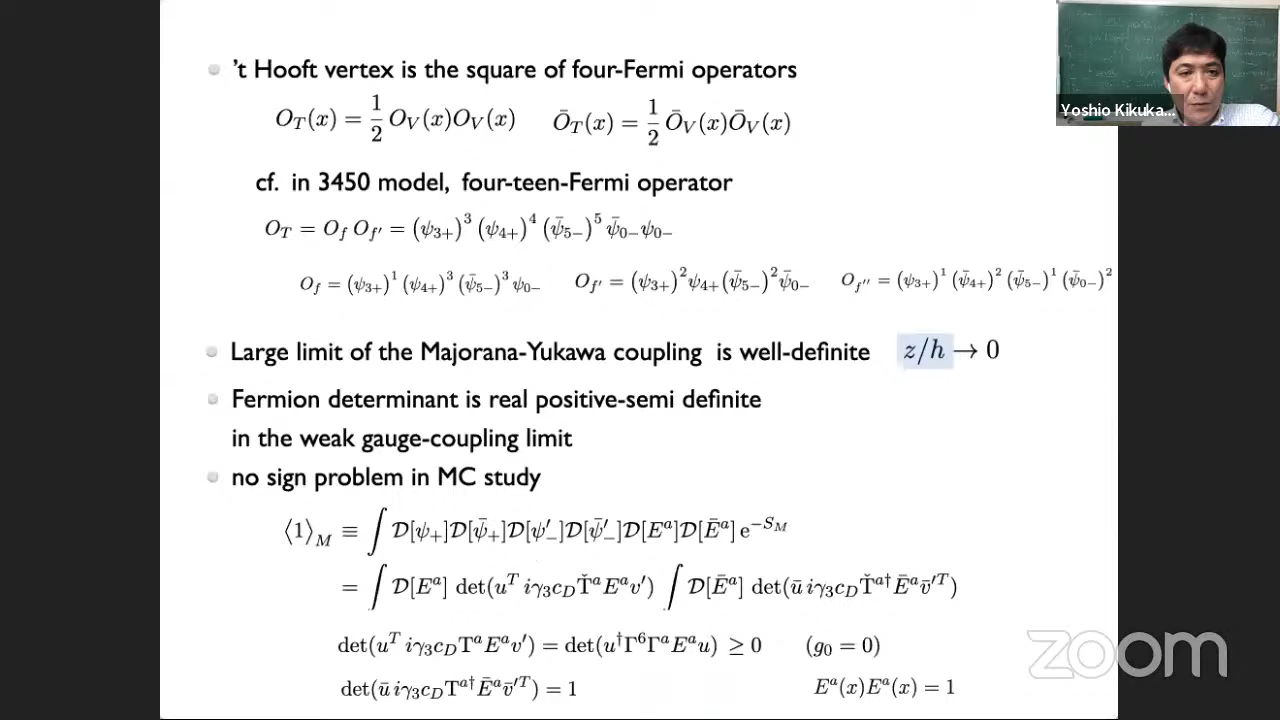 't Hooft vertex is the square of four-Fermi operators
O_T(x) = 1/2 O_V(x)O_V(x)   Ō_T(x) = 1/2 Ō_V(x)Ō_V(x)
cf. in 3450 model, four-teen-Fermi operator
O_T = O_f O_f′ = (ψ_3+)^3 (ψ_4+)^4 (ψ̄_5−)^5 ψ̄_0− ψ_0−
O_f = (ψ_3+)^1 (ψ_4+)^3 (ψ̄_5−)^3 ψ_0−   O_f′ = (ψ_3+)^2 ψ_4+ (ψ̄_5−)^2 ψ̄_0−   O_f″ = (ψ_3+)^1 (ψ̄_4+)^2 (ψ̄_5−)^1 (ψ̄_0−)^2
Large limit of the Majorana-Yukawa coupling is well-definite   z/h → 0
Fermion determinant is real positive-semi definite
in the weak gauge-coupling limit
no sign problem in MC study
⟨1⟩_M ≡ ∫ D[ψ_+]D[ψ̄_+]D[ψ′_−]D[ψ̄′_−]D[E^a]D[Ē^a] e^{−S_M}
= ∫ D[E^a] det(u^T iγ_3 c_D Ť^a E^a v′) ∫ D[Ē^a] det(ū iγ_3 c_D Ť^{a†} Ē^a v̄′^T)
det(u^T iγ_3 c_D T^a E^a v′) = det(u^† Γ^6 Γ^a E^a u) ≥ 0   (g_0 = 0)
det(ū iγ_3 c_D T^{a†} Ē^a v̄′^T) = 1   E^a(x)E^a(x) = 1
Yoshio Kikuka...
zoom